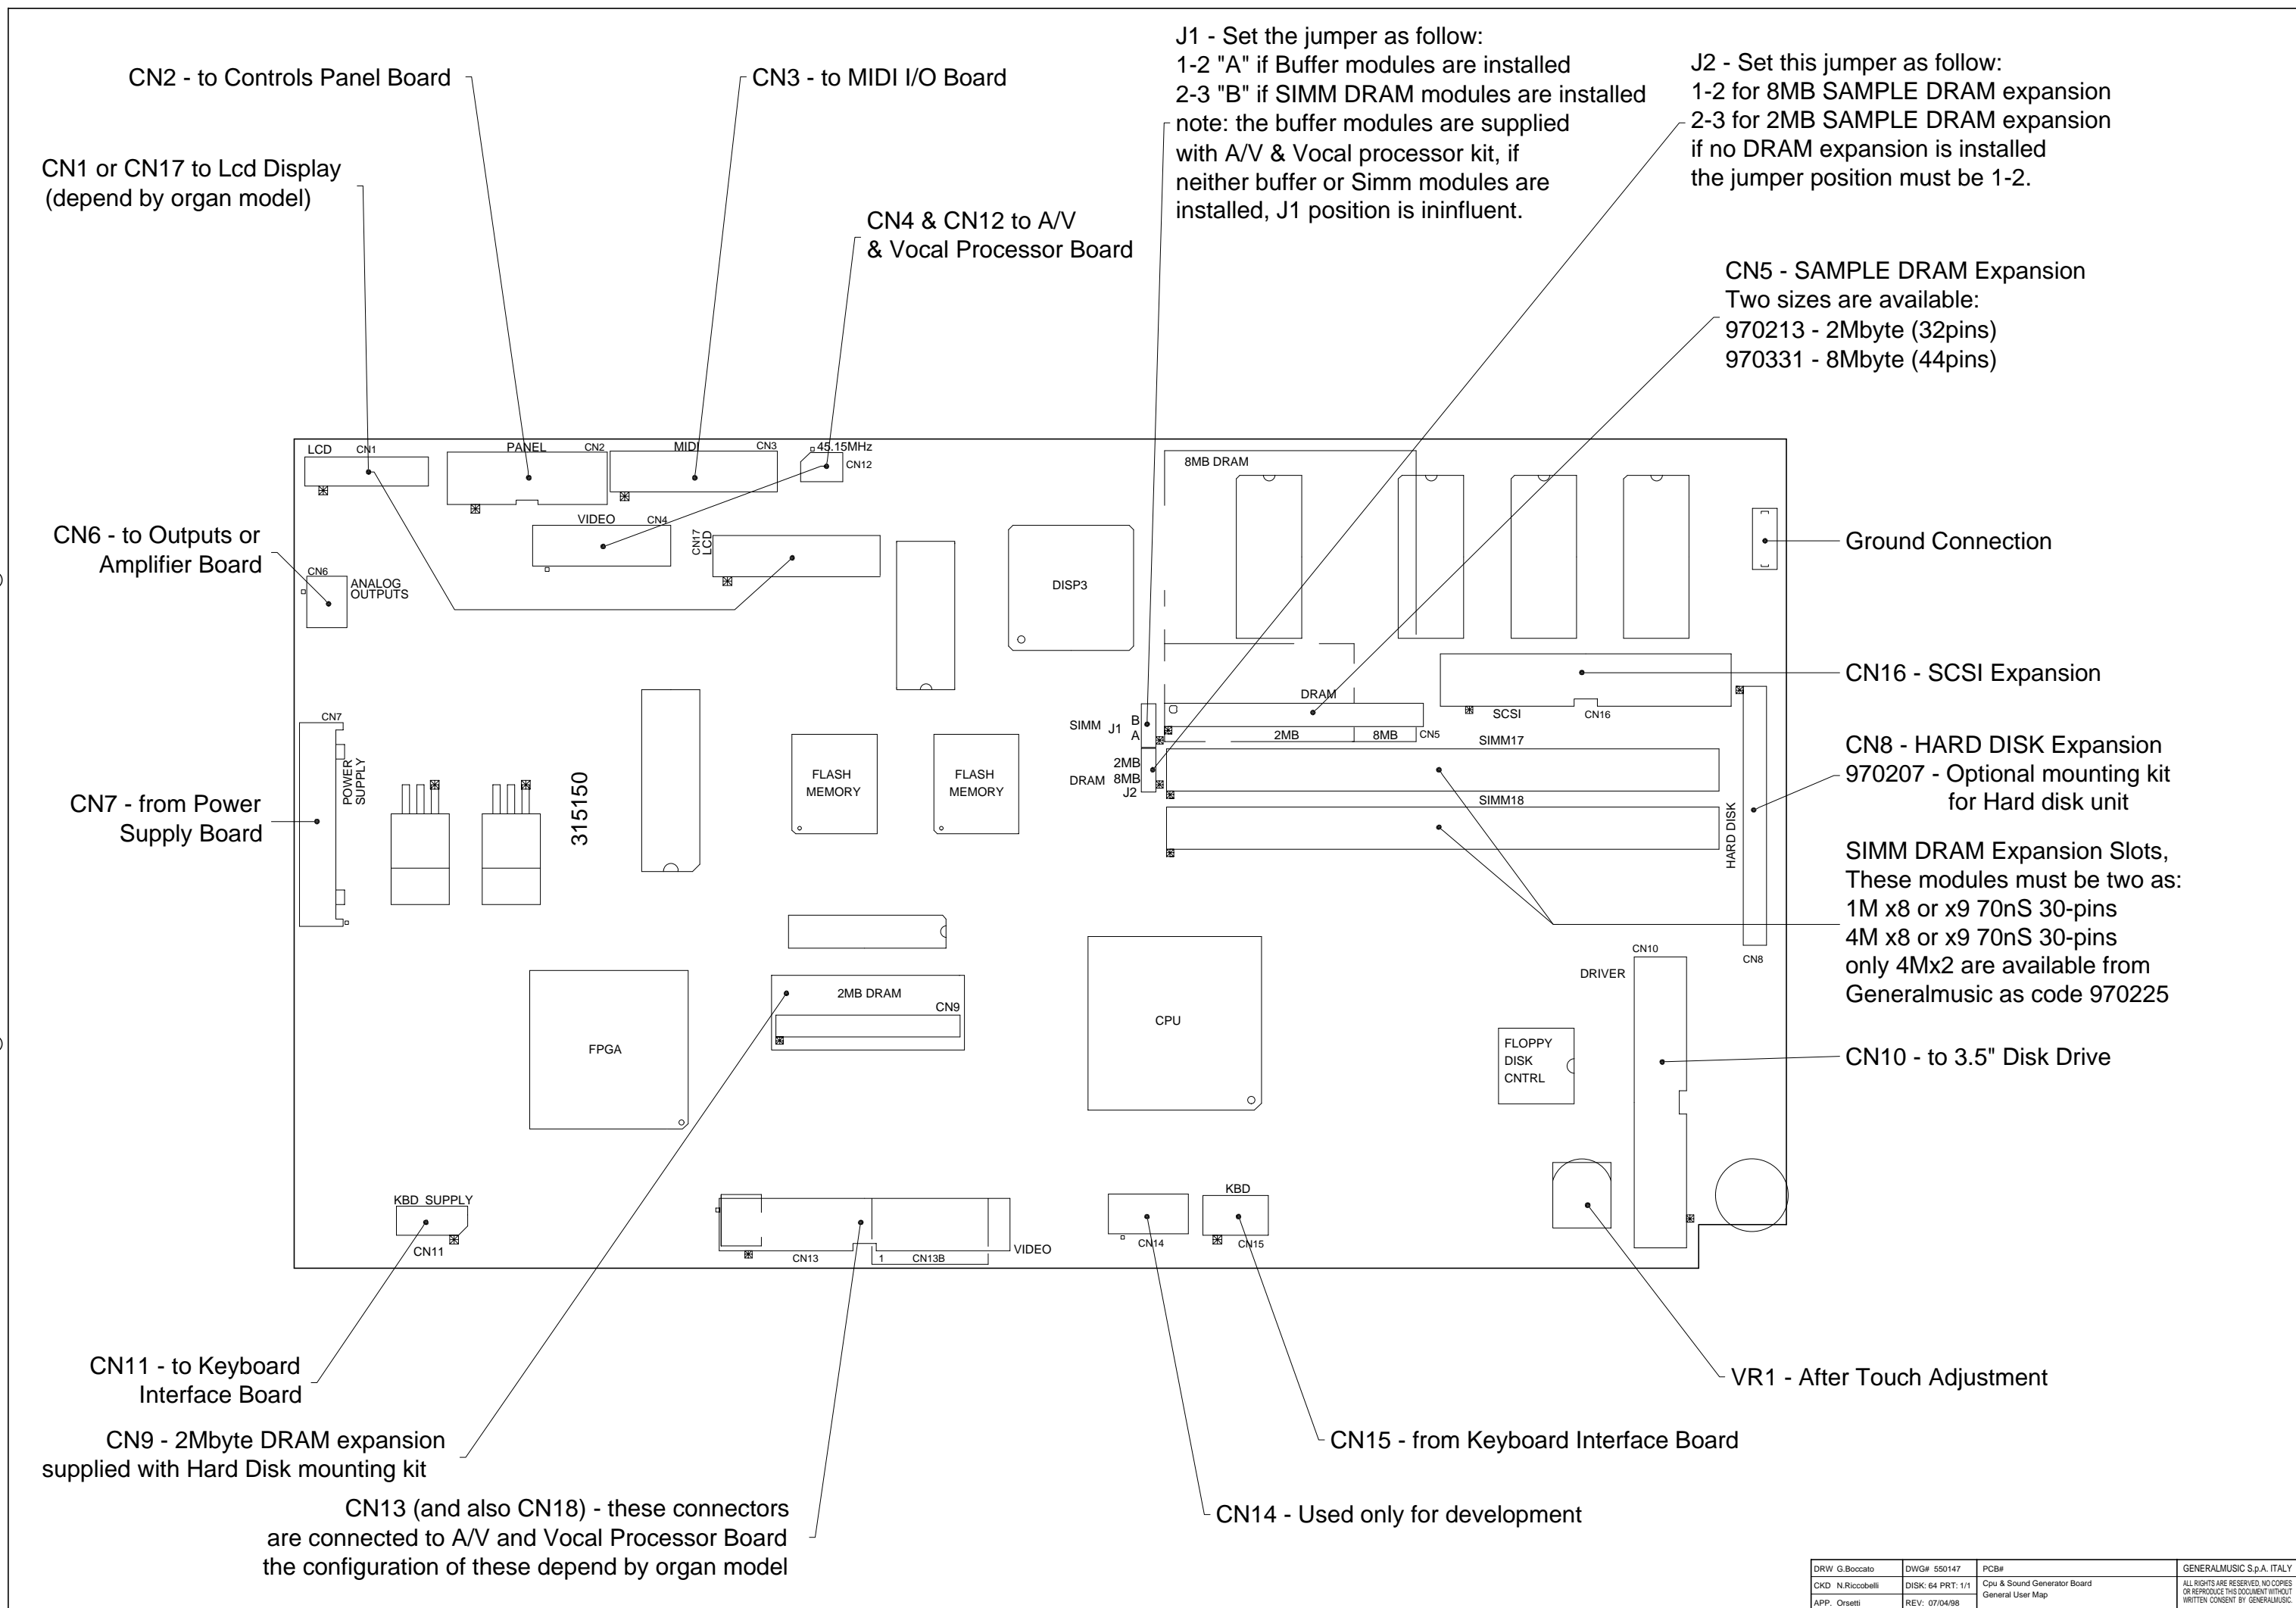 CN2 - to Controls Panel Board
CN3 - to MIDI I/O Board
J1 - Set the jumper as follow:
1-2 "A" if Buffer modules are installed
2-3 "B" if SIMM DRAM modules are installed
note: the buffer modules are supplied
with A/V & Vocal processor kit, if
neither buffer or Simm modules are
installed, J1 position is ininfluent.
J2 - Set this jumper as follow:
1-2 for 8MB SAMPLE DRAM expansion
2-3 for 2MB SAMPLE DRAM expansion
if no DRAM expansion is installed
the jumper position must be 1-2.
CN1 or CN17 to Lcd Display
(depend by organ model)
CN4 & CN12 to A/V
& Vocal Processor Board
CN5 - SAMPLE DRAM Expansion
Two sizes are available:
970213 - 2Mbyte (32pins)
970331 - 8Mbyte (44pins)
LCD
CN1
PANEL
CN2
MIDI
CN3
45.15MHz
CN12
8MB DRAM
VIDEO
CN4
CN17
LCD
CN6 - to Outputs or
Amplifier Board
CN6
ANALOG
OUTPUTS
DISP3
Ground Connection
CN16 - SCSI Expansion
DRAM
SCSI
CN16
SIMM
J1
B
A
2MB
8MB
CN5
SIMM17
CN7
POWER
SUPPLY
CN7 - from Power
Supply Board
315150
FLASH
MEMORY
FLASH
MEMORY
DRAM
2MB
8MB
J2
SIMM18
HARD DISK
CN8 - HARD DISK Expansion
970207 - Optional mounting kit
for Hard disk unit
SIMM DRAM Expansion Slots,
These modules must be two as:
1M x8 or x9 70nS 30-pins
4M x8 or x9 70nS 30-pins
only 4Mx2 are available from
Generalmusic as code 970225
CN10
CN8
DRIVER
2MB DRAM
CN9
FPGA
CPU
FLOPPY
DISK
CNTRL
CN10 - to 3.5" Disk Drive
KBD SUPPLY
CN11
CN13
1
CN13B
VIDEO
CN14
KBD
CN15
CN11 - to Keyboard
Interface Board
VR1 - After Touch Adjustment
CN9 - 2Mbyte DRAM expansion
supplied with Hard Disk mounting kit
CN15 - from Keyboard Interface Board
CN13 (and also CN18) - these connectors
are connected to A/V and Vocal Processor Board
the configuration of these depend by organ model
CN14 - Used only for development
DRW G.Boccato
DWG# 550147
PCB#
GENERALMUSIC S.p.A. ITALY
CKD N.Riccobelli
DISK: 64 PRT: 1/1
Cpu & Sound Generator Board
General User Map
ALL RIGHTS ARE RESERVED, NO COPIES
OR REPRODUCE THIS DOCUMENT WITHOUT
WRITTEN CONSENT BY GENERALMUSIC.
APP. Orsetti
REV: 07/04/98